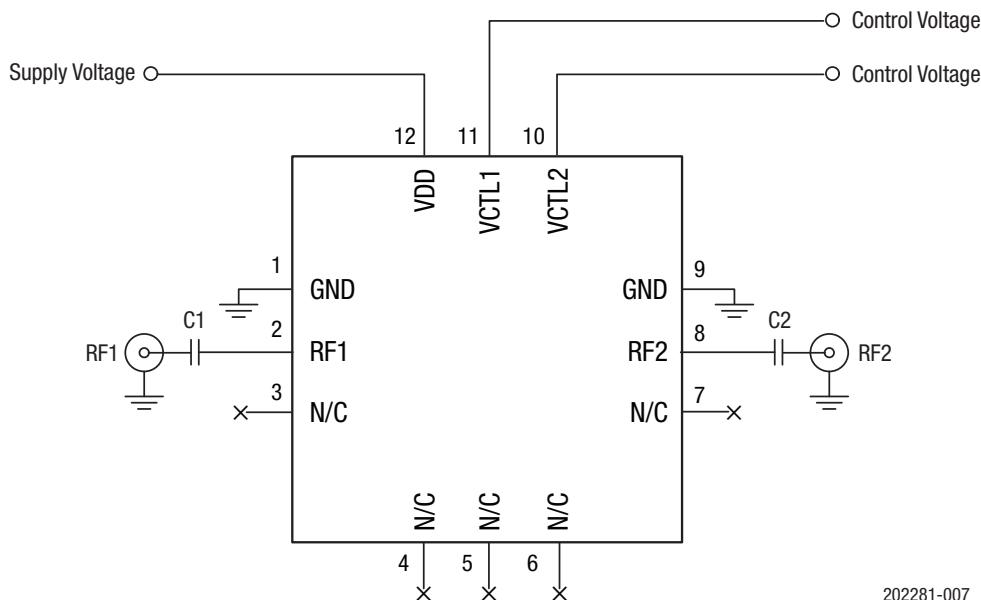 Control Voltage
Supply Voltage
Control Voltage
12
11
10
VDD
VCTL1
VCTL2
1
GND
GND
9
C1
2
RF1
RF1
RF2
8
C2
RF2
3
N/C
N/C
7
N/C
N/C
N/C
4
5
6
202281-007